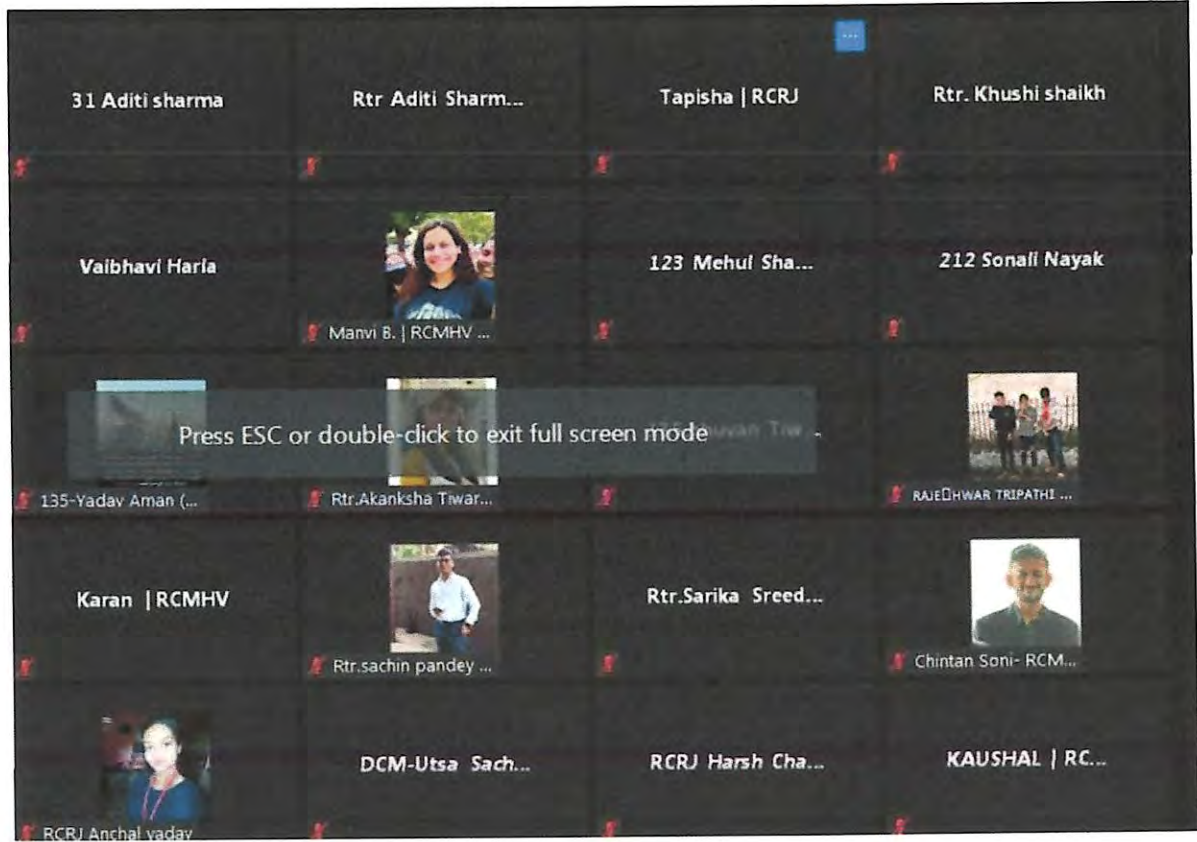 31 Aditi sharma
Rtr Aditi Sharm...
Tapisha | RCRJ
Rtr. Khushi shaikh
Vaibhavi Haria
Manvi B. | RCMHV ...
123 Mehul Sha...
212 Sonali Nayak
Press ESC or double-click to exit full screen mode
135-Yadav Aman (...
Rtr.Akanksha Tiwar...
RAJE▯HWAR TRIPATHI ...
Karan | RCMHV
Rtr.sachin pandey ...
Rtr.Sarika Sreed...
Chintan Soni- RCM...
RCRJ Anchal yadav
DCM-Utsa Sach...
RCRJ Harsh Cha...
KAUSHAL | RC...